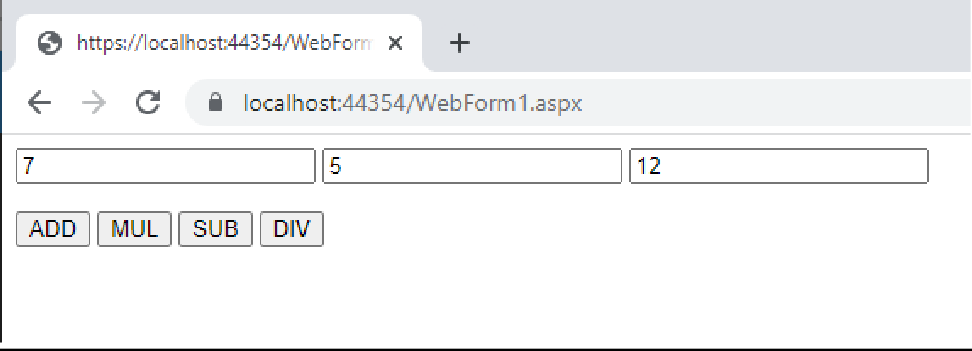 https://localhost:44354/WebForm
localhost:44354/WebForm1.aspx
7 5 12
ADD MUL SUB DIV